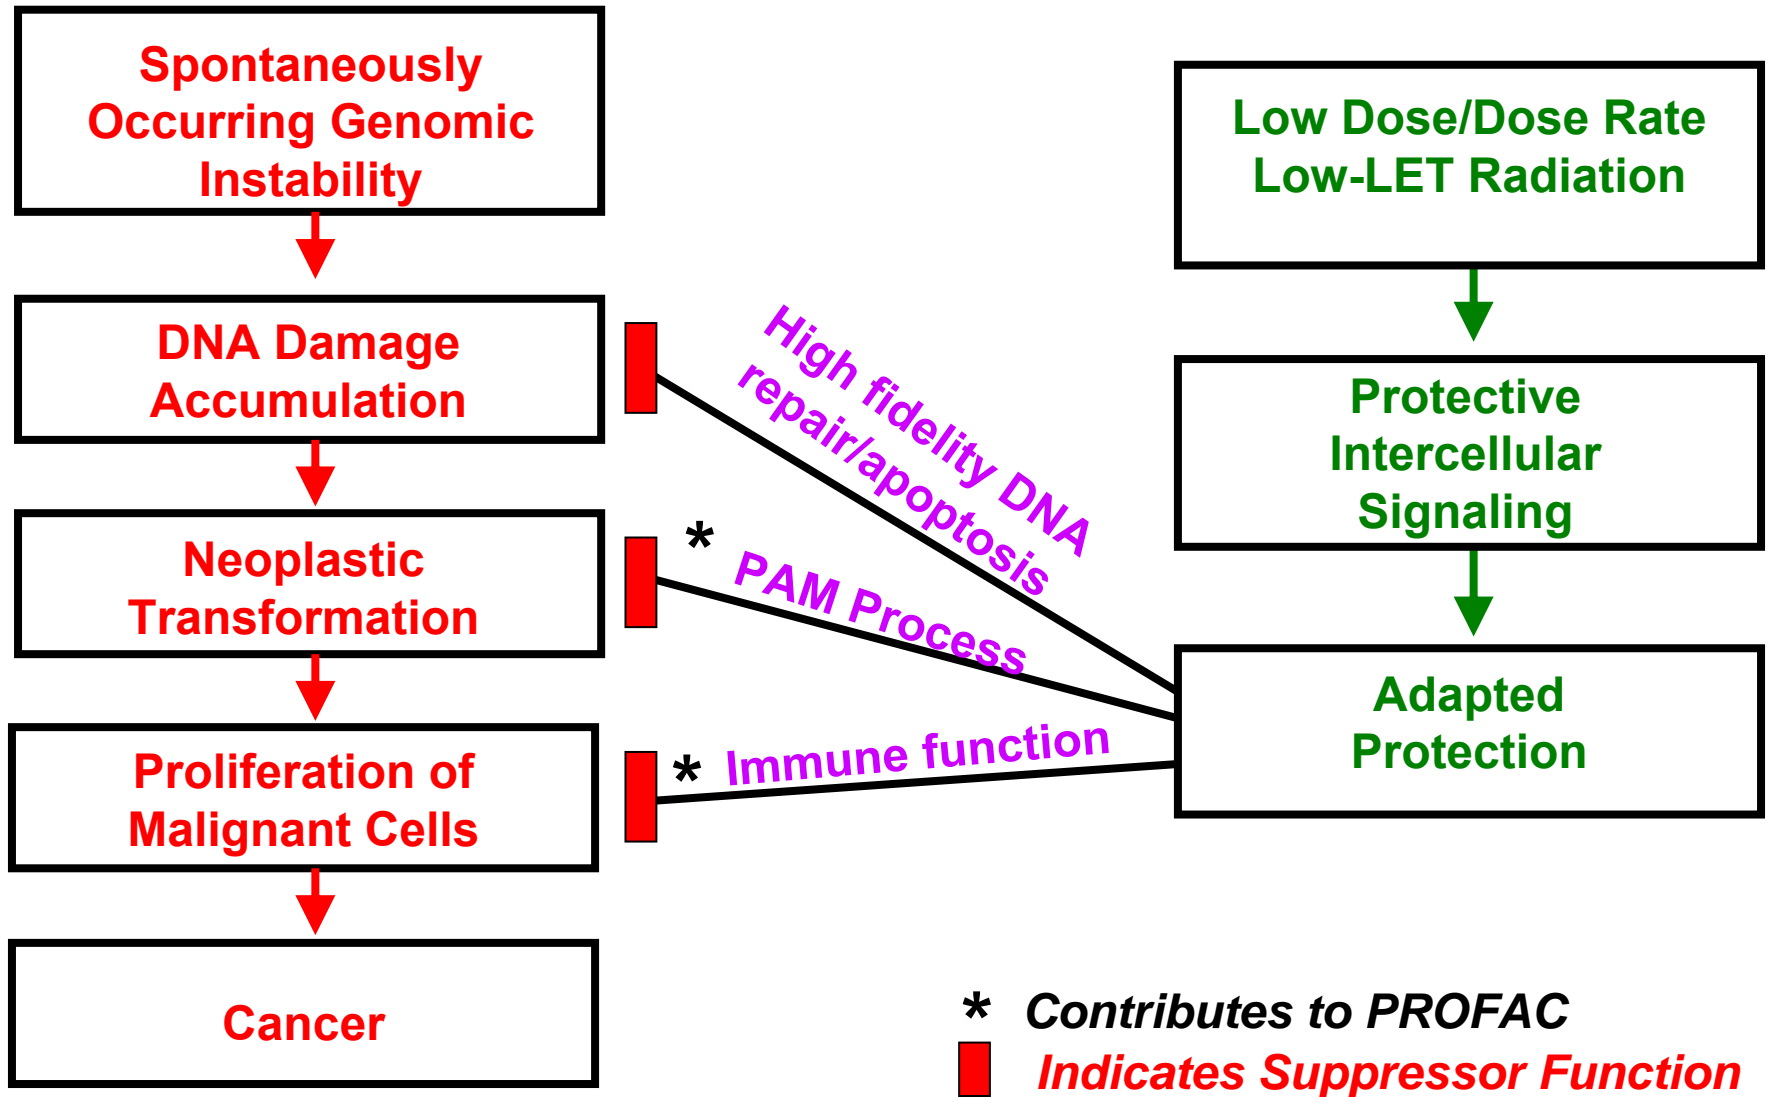 Spontaneously
Occurring Genomic
Instability
DNA Damage
Accumulation
Neoplastic
Transformation
Proliferation of
Malignant Cells
Cancer
High fidelity DNA
repair/apoptosis
* PAM Process
* Immune function
Low Dose/Dose Rate
Low-LET Radiation
Protective
Intercellular
Signaling
Adapted
Protection
* Contributes to PROFAC
Indicates Suppressor Function